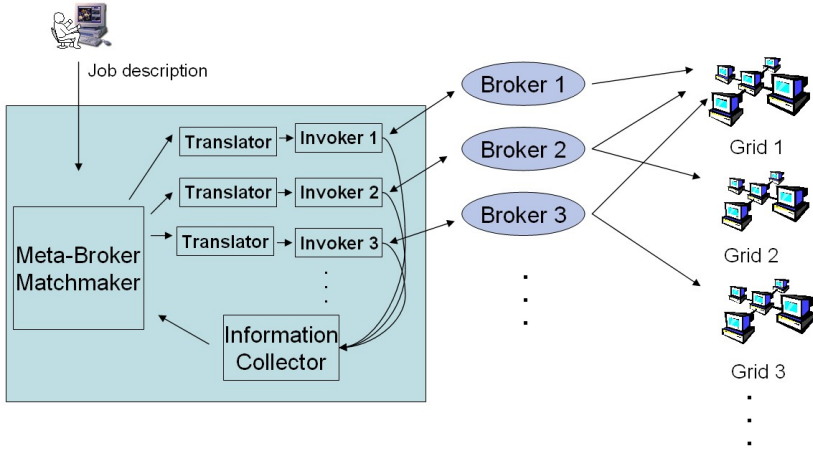 Job description
Translator
Invoker 1
Translator
Invoker 2
Translator
Invoker 3
Meta-Broker
Matchmaker
Information
Collector
Broker 1
Broker 2
Broker 3
Grid 1
Grid 2
Grid 3